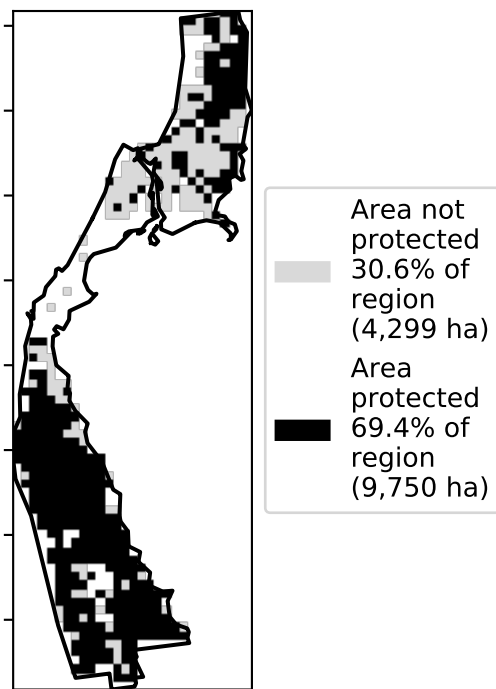 Area not
protected
30.6% of
region
(4,299 ha)
Area
protected
69.4% of
region
(9,750 ha)